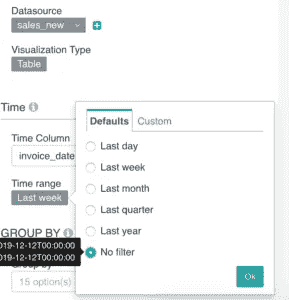 Datasource
sales_new
Visualization Type
Table
Time
Defaults Custom
Time Column
invoice_date
Last day
Last week
Last month
Last quarter
Last year
No filter
Time range
Last week
GROUP BY
019-12-12T00:00:00
019-12-12T00:00:00
15 option(s)
Ok